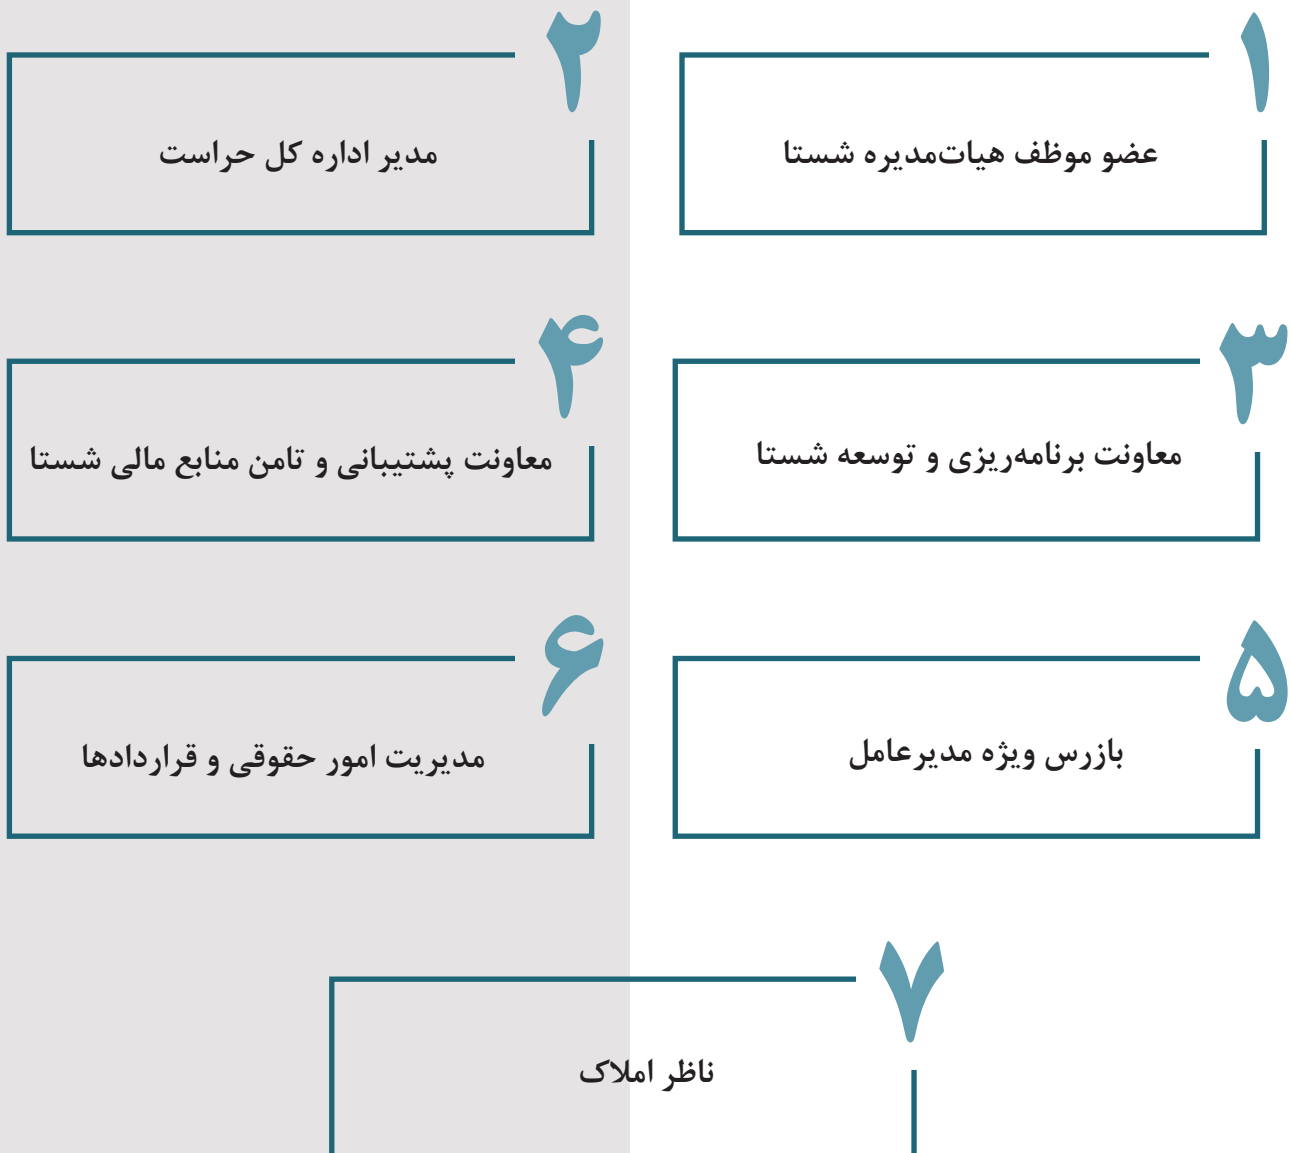 ۱
عضو موظف هیات‌مدیره شستا
۲
مدیر اداره کل حراست
۳
معاونت برنامه‌ریزی و توسعه شستا
۴
معاونت پشتیبانی و تامن منابع مالی شستا
۵
بازرس ویژه مدیرعامل
۶
مدیریت امور حقوقی و قراردادها
۷
ناظر املاک